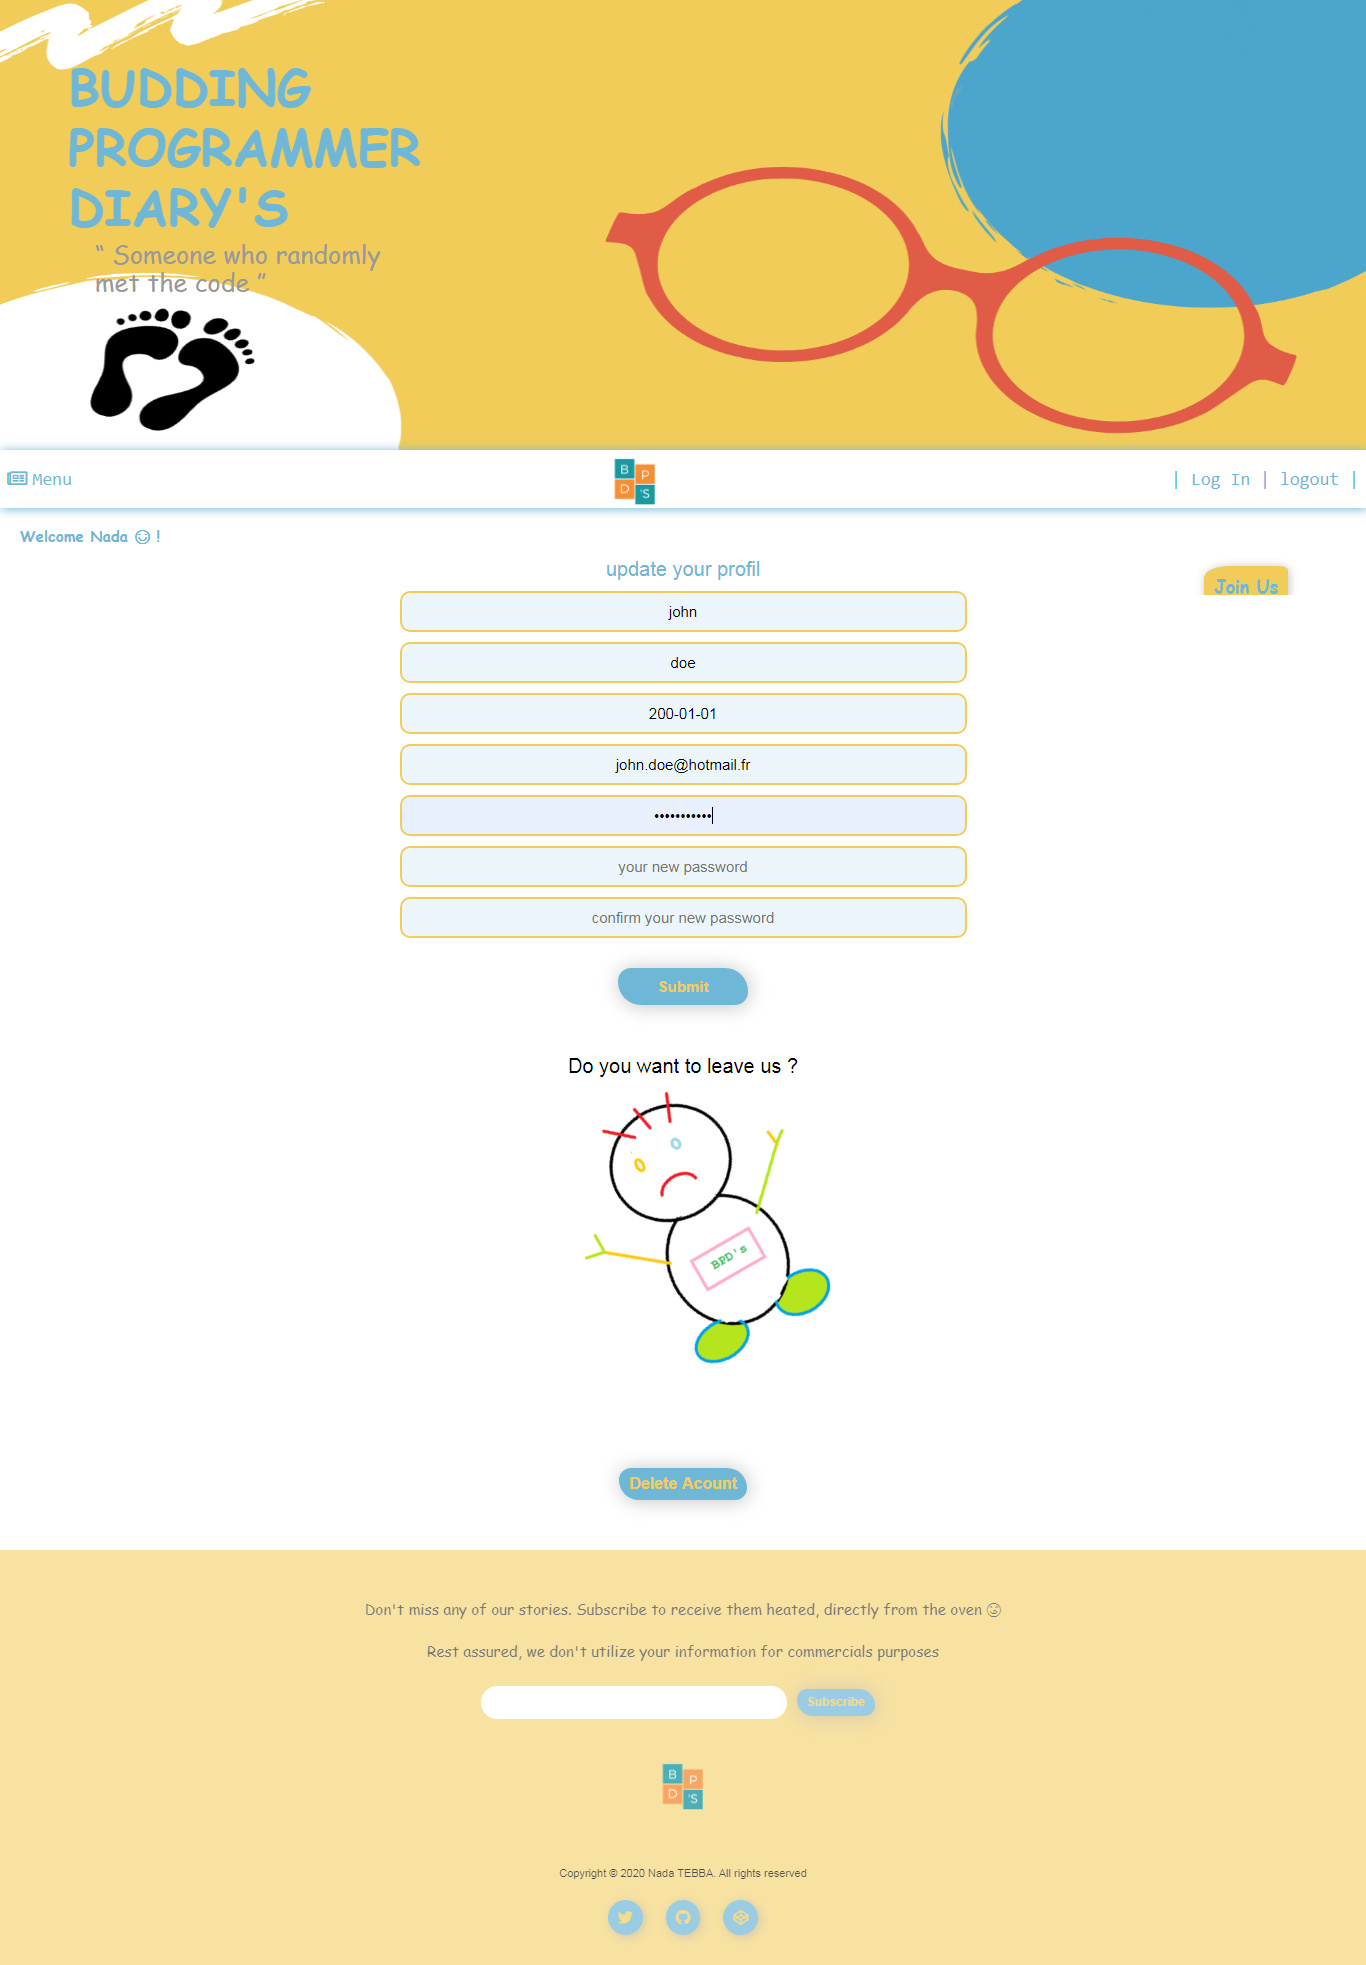 BUDDING
PROGRAMMER
DIARY'S
“ Someone who randomly
met the code ”
Menu
B P D 'S
| Log In | logout |
Welcome Nada ☺ !
update your profil
Join Us
john
doe
200-01-01
john.doe@hotmail.fr
•••••••••••
your new password
confirm your new password
Submit
Do you want to leave us ?
BPD's
Delete Acount
Don't miss any of our stories. Subscribe to receive them heated, directly from the oven 😉
Rest assured, we don't utilize your information for commercials purposes
Subscribe
B P D 'S
Copyright © 2020 Nada TEBBA. All rights reserved